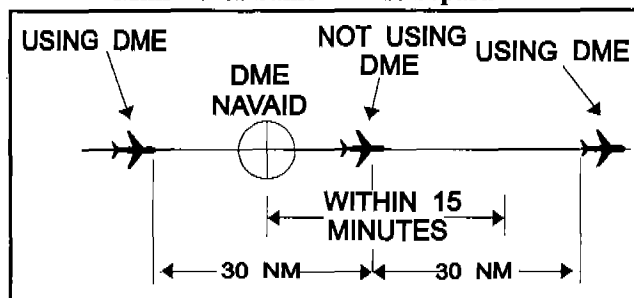 USING DME
DME
NAVAID
NOT USING
DME
USING DME
WITHIN 15
MINUTES
30 NM
30 NM